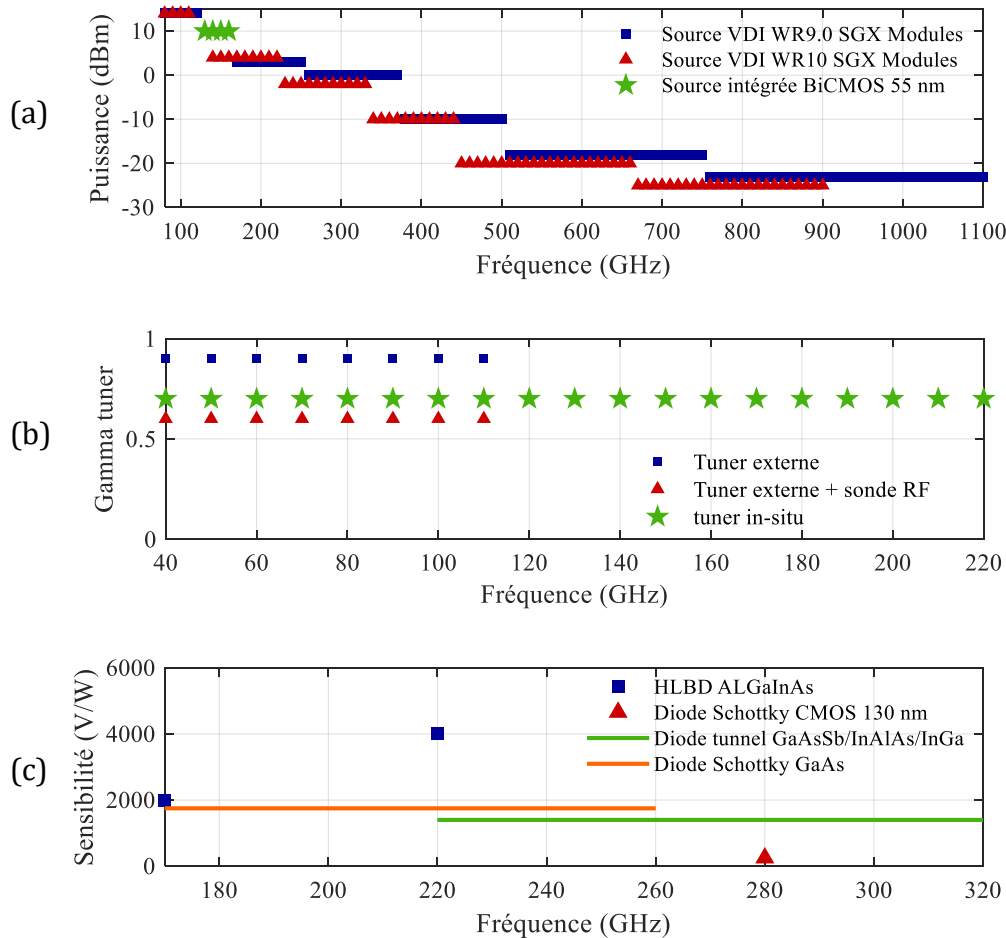 (a)
Puissance (dBm)
10
0
-10
-20
-30
Source VDI WR9.0 SGX Modules
Source VDI WR10 SGX Modules
Source intégrée BiCMOS 55 nm
100 200 300 400 500 600 700 800 900 1000 1100
Fréquence (GHz)
(b)
Gamma tuner
1
0.5
0
Tuner externe
Tuner externe + sonde RF
tuner in-situ
40 60 80 100 120 140 160 180 200 220
Fréquence (GHz)
(c)
Sensibilité (V/W)
6000
4000
2000
0
HLBD ALGaInAs
Diode Schottky CMOS 130 nm
Diode tunnel GaAsSb/InAlAs/InGa
Diode Schottky GaAs
180 200 220 240 260 280 300 320
Fréquence (GHz)